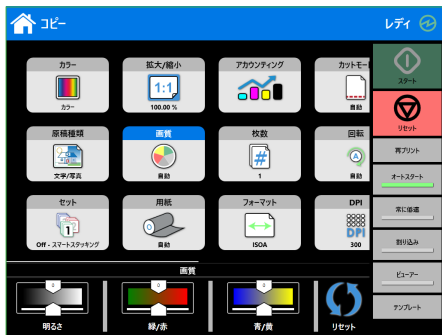 コピー
レディ
カラー
拡大/縮小
アカウンティング
カットモー
スタート
1:1
カラー
100.00 %
自動
リセット
原稿種類
画質
枚数
回転
再プリント
#
A
文字/写真
自動
1
自動
オートスタート
セット
用紙
フォーマット
DPI
常に倍速
1
DPI
Off - スマートステッキング
自動
ISOA
300
割り込み
画質
ビューアー
0
0
0
テンプレート
明るさ
緑/赤
青/黄
リセット